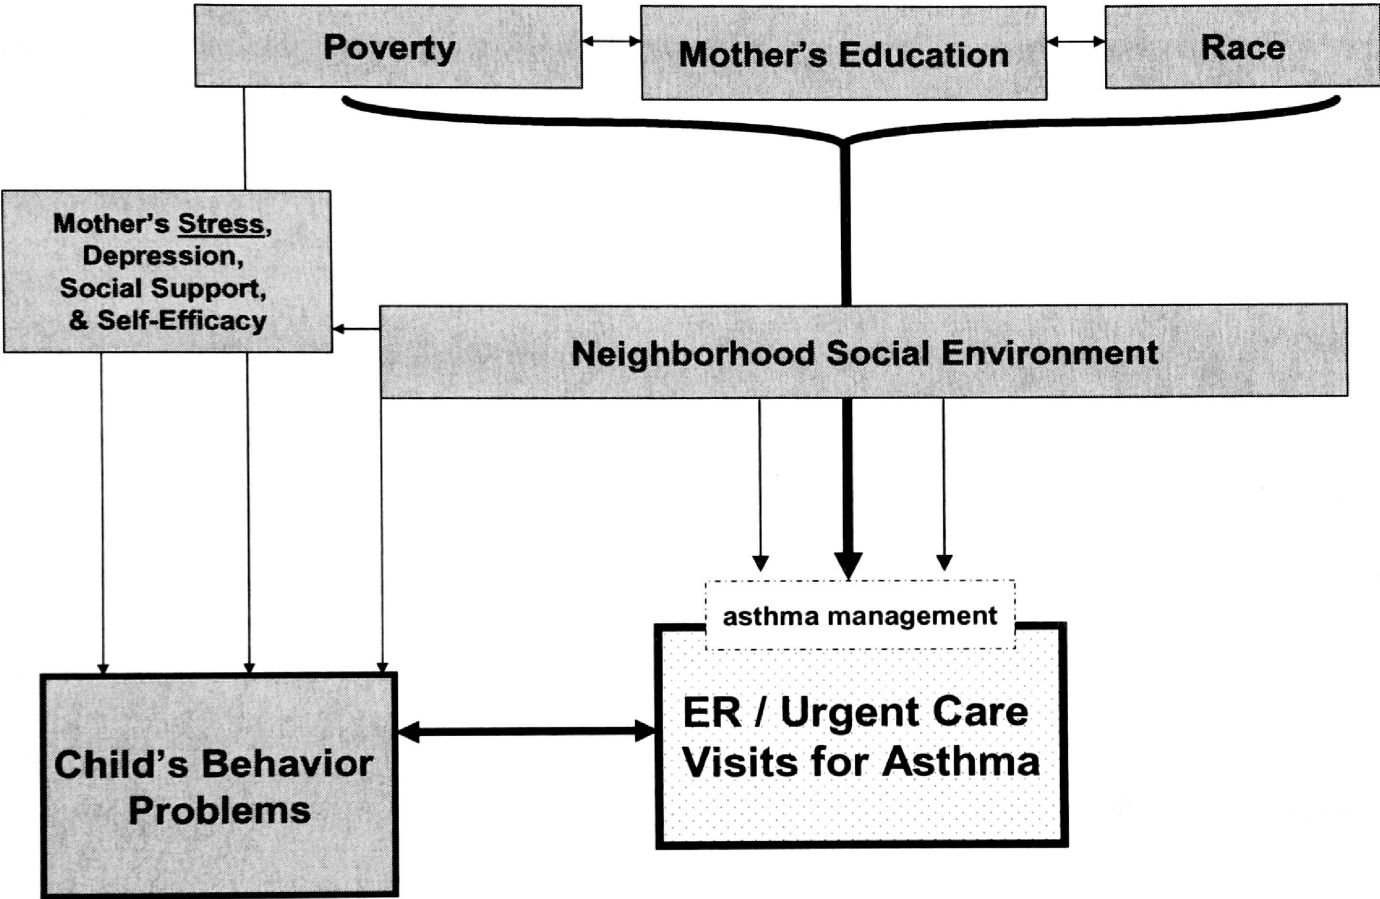 Poverty
Mother's Education
Race
Mother's Stress,
Depression,
Social Support,
& Self-Efficacy
Neighborhood Social Environment
asthma management
ER / Urgent Care
Visits for Asthma
Child's Behavior
Problems